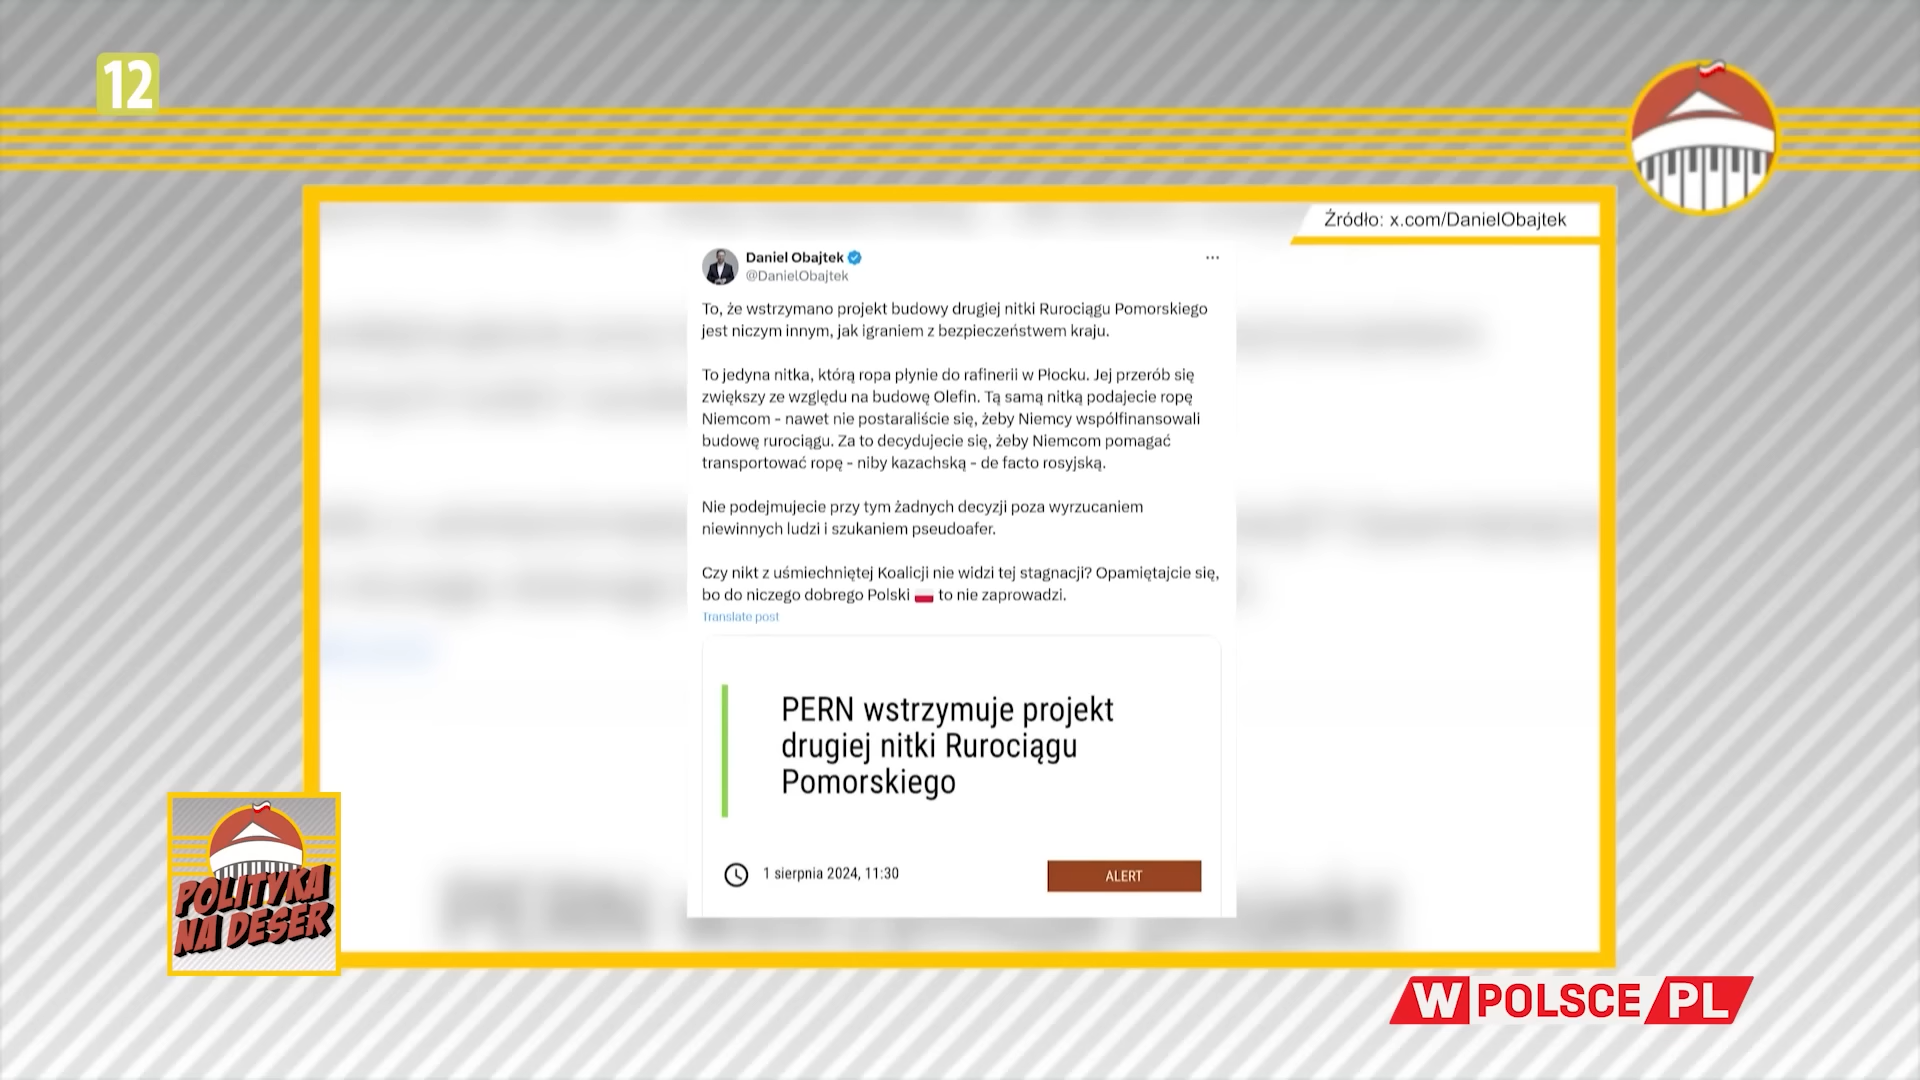 12
Źródło: x.com/DanielObajtek
Daniel Obajtek
@DanielObajtek
To, że wstrzymano projekt budowy drugiej nitki Rurociągu Pomorskiego
jest niczym innym, jak igraniem z bezpieczeństwem kraju.
To jedyna nitka, którą ropa płynie do rafinerii w Płocku. Jej przerób się
zwiększy ze względu na budowę Olefin. Tą samą nitką podajecie ropę
Niemcom - nawet nie postaraliście się, żeby Niemcy współfinansowali
budowę rurociągu. Za to decydujecie się, żeby Niemcom pomagać
transportować ropę - niby kazachską - de facto rosyjską.
Nie podejmujecie przy tym żadnych decyzji poza wyrzucaniem
niewinnych ludzi i szukaniem pseudoafer.
Czy nikt z uśmiechniętej Koalicji nie widzi tej stagnacji? Opamiętajcie się,
bo do niczego dobrego Polski 🇵🇱 to nie zaprowadzi.
Translate post
PERN wstrzymuje projekt
drugiej nitki Rurociągu
Pomorskiego
1 sierpnia 2024, 11:30
ALERT
POLITYKA
NA DESER
W POLSCE PL